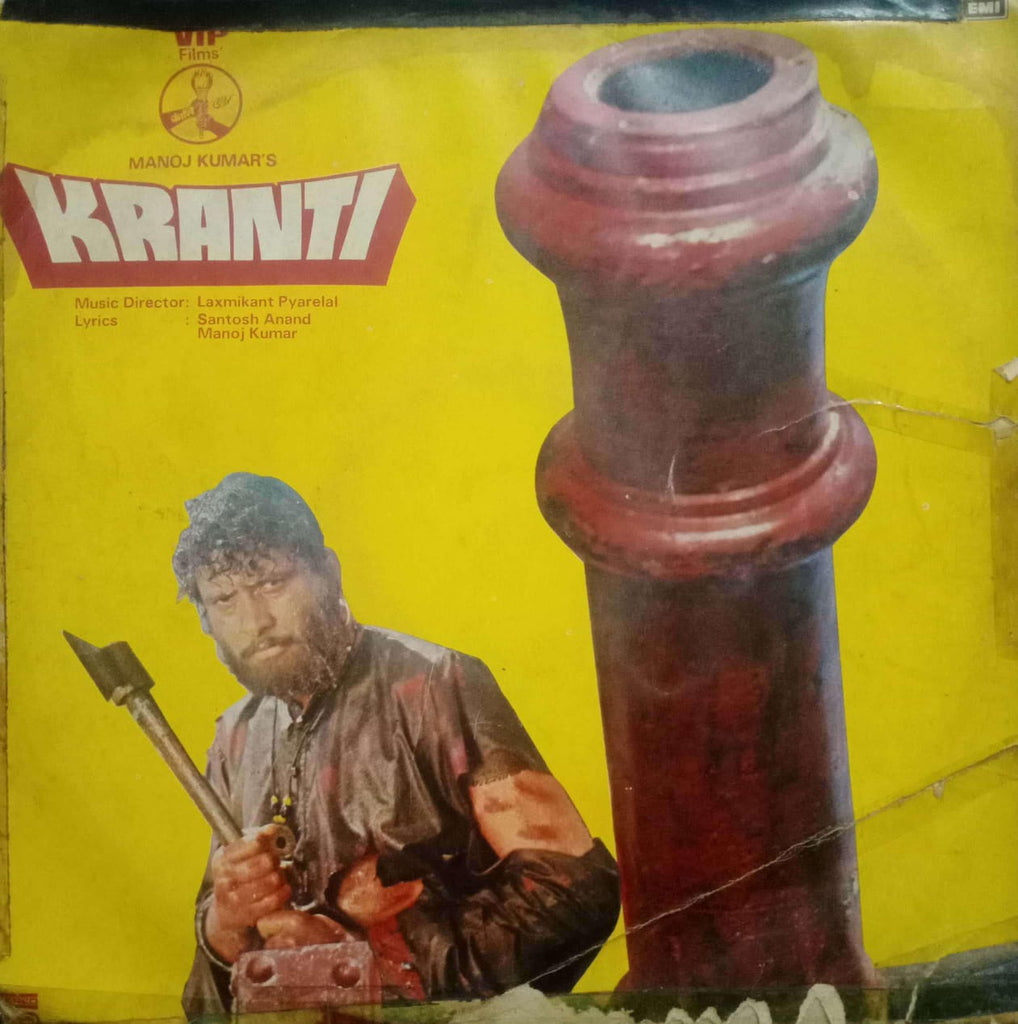 EMI
VIP
Films'
MANOJ KUMAR'S
KRANTI
Music Director: Laxmikant Pyarelal
Lyrics : Santosh Anand
Manoj Kumar